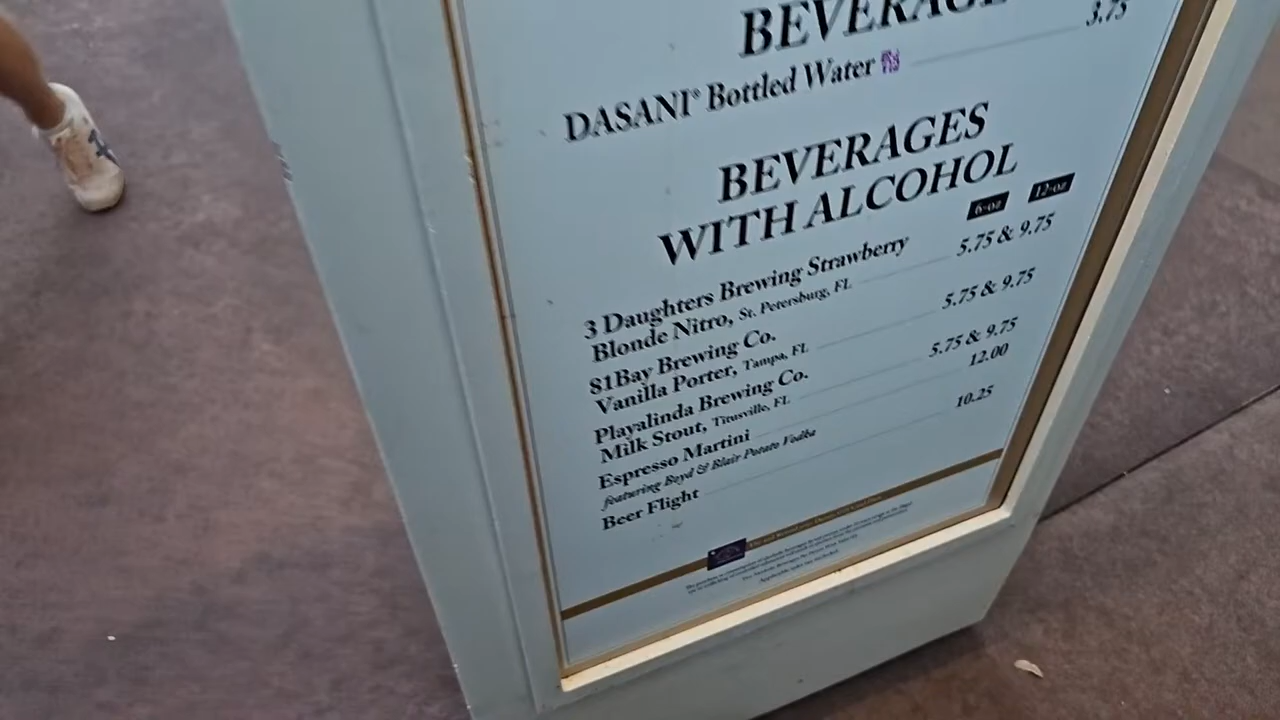 BEVERAGE
DASANI® Bottled Water 3.75
BEVERAGES
WITH ALCOHOL
6-oz 12-oz
3 Daughters Brewing Strawberry
Blonde Nitro, St. Petersburg, FL 5.75 & 9.75
81Bay Brewing Co.
Vanilla Porter, Tampa, FL 5.75 & 9.75
Playalinda Brewing Co.
Milk Stout, Titusville, FL 5.75 & 9.75
Espresso Martini 12.00
featuring Boyd & Blair Potato Vodka
Beer Flight 10.25